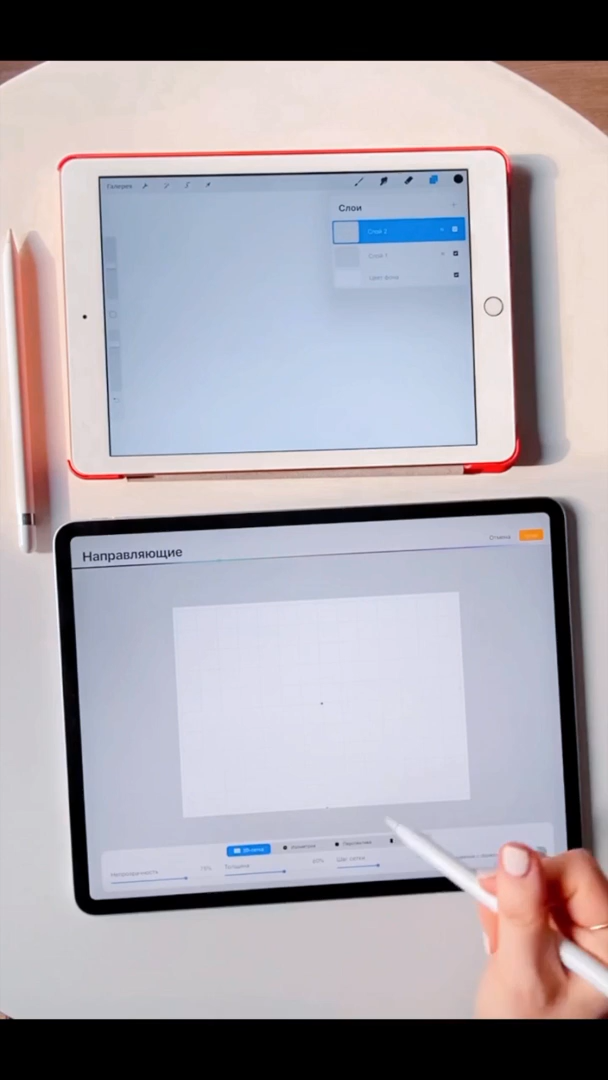 Галерея
Слои
Слой 2
Слой 1
Цвет фона
Направляющие
Отмена
2D-сетка
Изометрия
Перспектива
Непрозрачность
Толщина
Шаг сетки